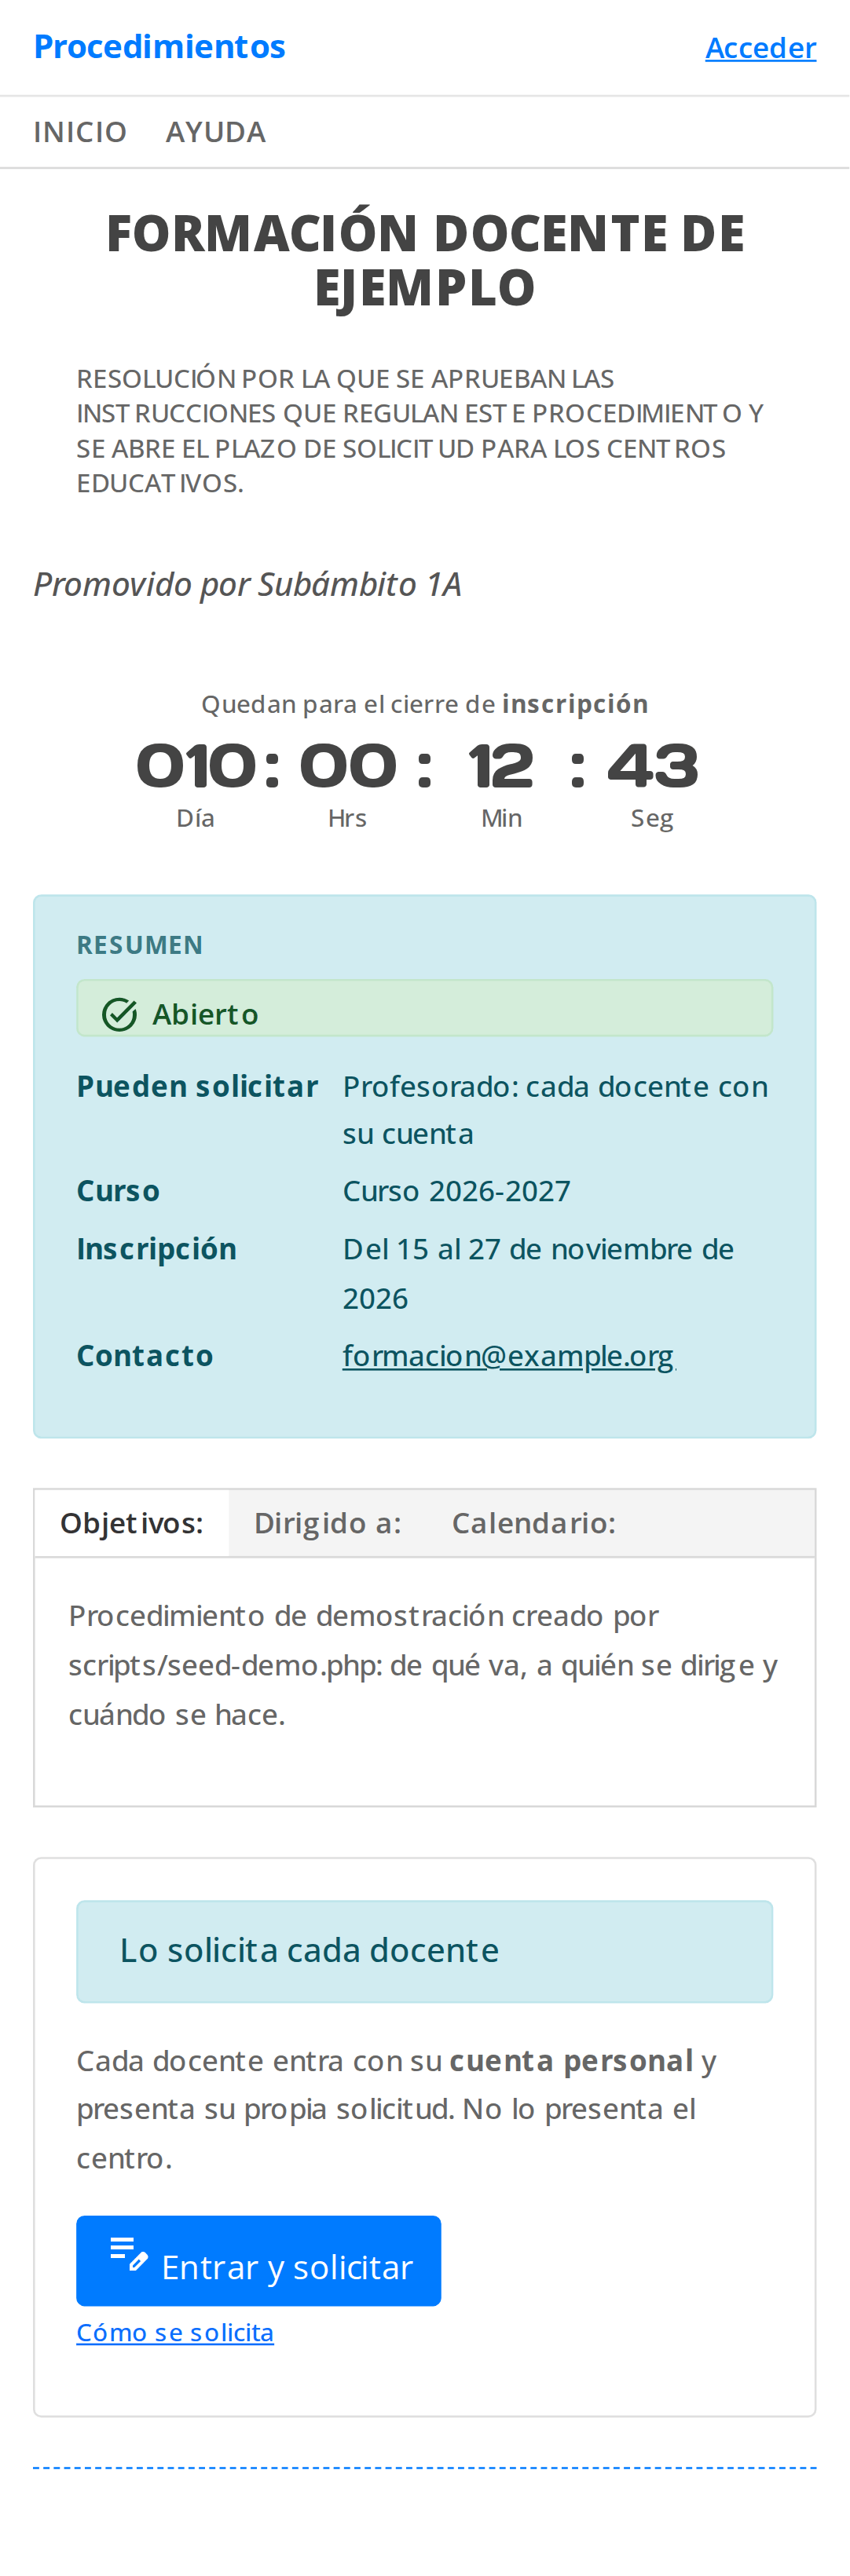 Procedimientos
Acceder
INICIO AYUDA
FORMACIÓN DOCENTE DE
EJEMPLO
RESOLUCIÓN POR LA QUE SE APRUEBAN LAS
INSTRUCCIONES QUE REGULAN ESTE PROCEDIMIENTO Y
SE ABRE EL PLAZO DE SOLICITUD PARA LOS CENTROS
EDUCATIVOS.
Promovido por Subámbito 1A
Quedan para el cierre de inscripción
010 : 00 : 12 : 43
Día Hrs Min Seg
RESUMEN
Abierto
Pueden solicitar Profesorado: cada docente con
su cuenta
Curso Curso 2026-2027
Inscripción Del 15 al 27 de noviembre de
2026
Contacto formacion@example.org
Objetivos: Dirigido a: Calendario:
Procedimiento de demostración creado por
scripts/seed-demo.php: de qué va, a quién se dirige y
cuándo se hace.
Lo solicita cada docente
Cada docente entra con su cuenta personal y
presenta su propia solicitud. No lo presenta el
centro.
Entrar y solicitar
Cómo se solicita